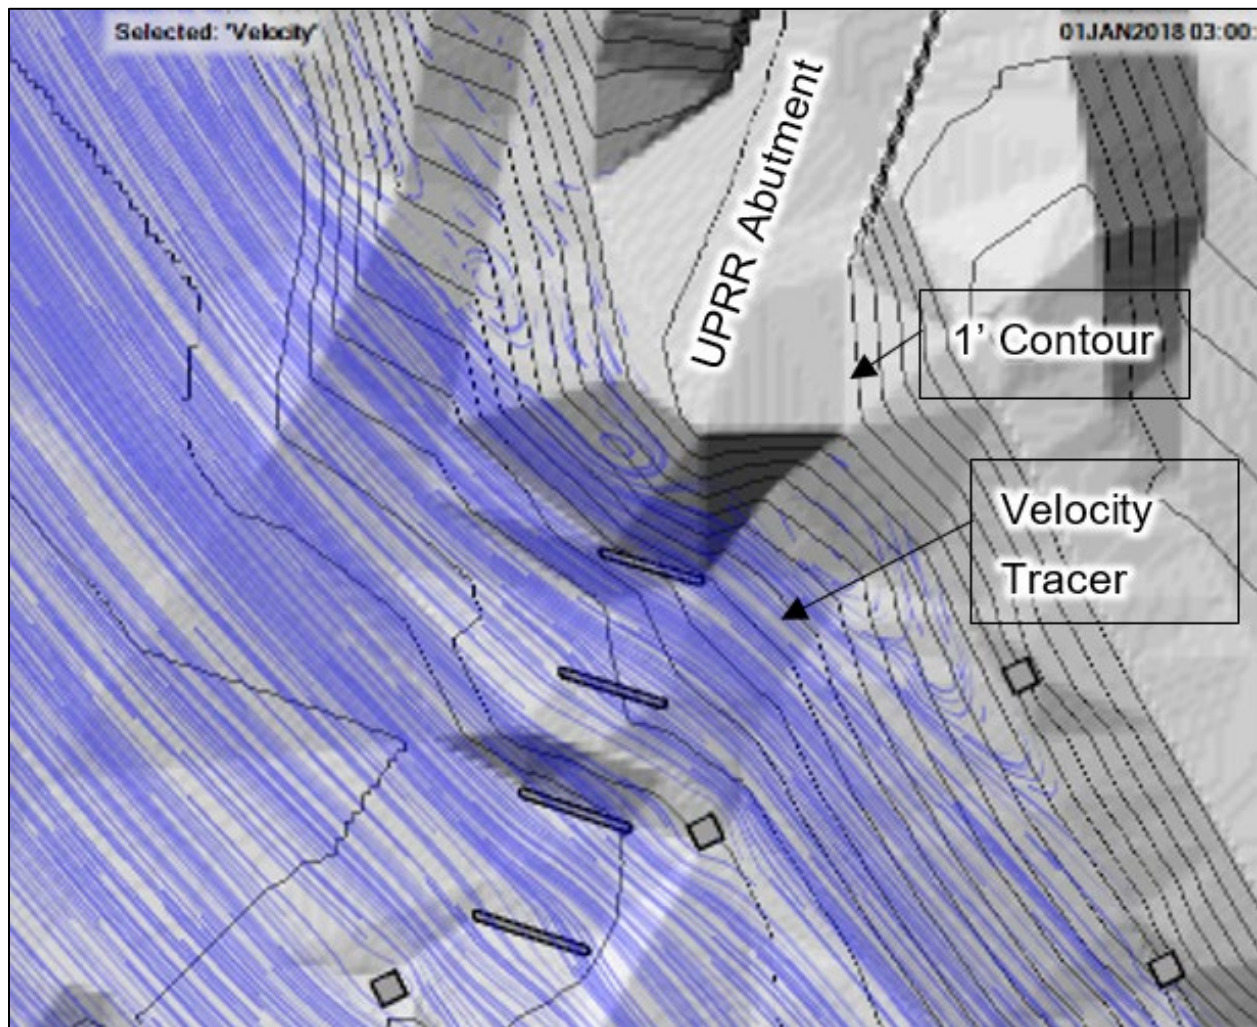 Selected: 'Velocity'
01JAN2018 03:00:
UPRR Abutment
1’ Contour
Velocity
Tracer